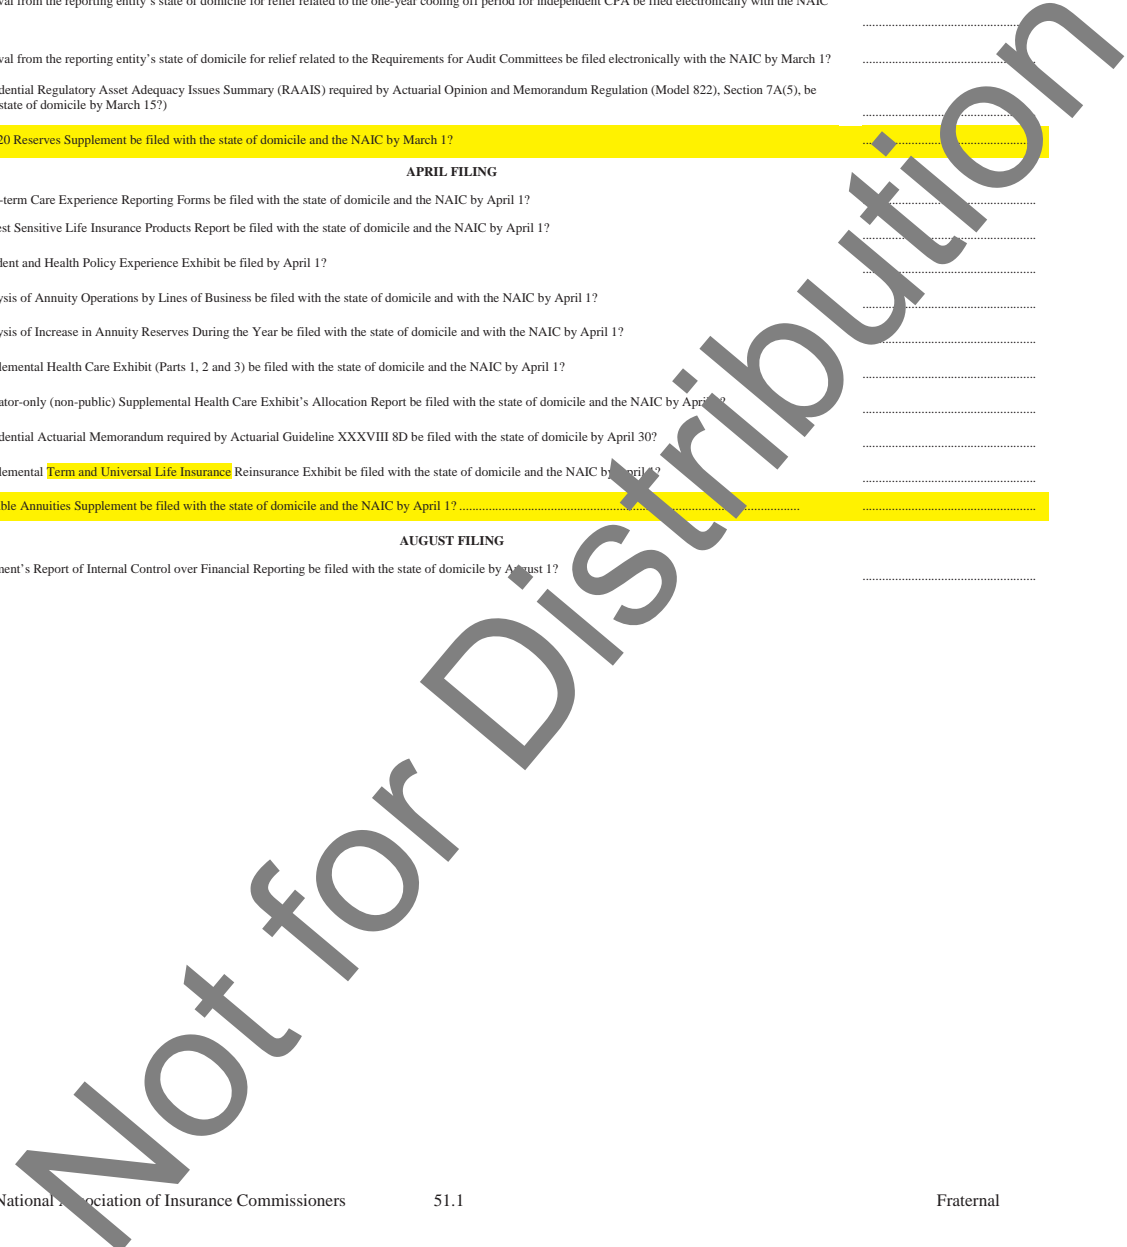 val from the reporting entity's state of domicile for relief related to the one-year cooling off period for independent CPA be filed electronically with the NAIC
val from the reporting entity's state of domicile for relief related to the Requirements for Audit Committees be filed electronically with the NAIC by March 1?
dential Regulatory Asset Adequacy Issues Summary (RAAIS) required by Actuarial Opinion and Memorandum Regulation (Model 822), Section 7A(5), be
state of domicile by March 15?)
20 Reserves Supplement be filed with the state of domicile and the NAIC by March 1?
APRIL FILING
-term Care Experience Reporting Forms be filed with the state of domicile and the NAIC by April 1?
est Sensitive Life Insurance Products Report be filed with the state of domicile and the NAIC by April 1?
dent and Health Policy Experience Exhibit be filed by April 1?
ysis of Annuity Operations by Lines of Business be filed with the state of domicile and with the NAIC by April 1?
ysis of Increase in Annuity Reserves During the Year be filed with the state of domicile and with the NAIC by April 1?
lemental Health Care Exhibit (Parts 1, 2 and 3) be filed with the state of domicile and the NAIC by April 1?
ator-only (non-public) Supplemental Health Care Exhibit's Allocation Report be filed with the state of domicile and the NAIC by April ?
dential Actuarial Memorandum required by Actuarial Guideline XXXVIII 8D be filed with the state of domicile by April 30?
lemental Term and Universal Life Insurance Reinsurance Exhibit be filed with the state of domicile and the NAIC by April 1?
ble Annuities Supplement be filed with the state of domicile and the NAIC by April 1?
AUGUST FILING
ment's Report of Internal Control over Financial Reporting be filed with the state of domicile by August 1?
Not for Distribution
National Association of Insurance Commissioners 51.1 Fraternal